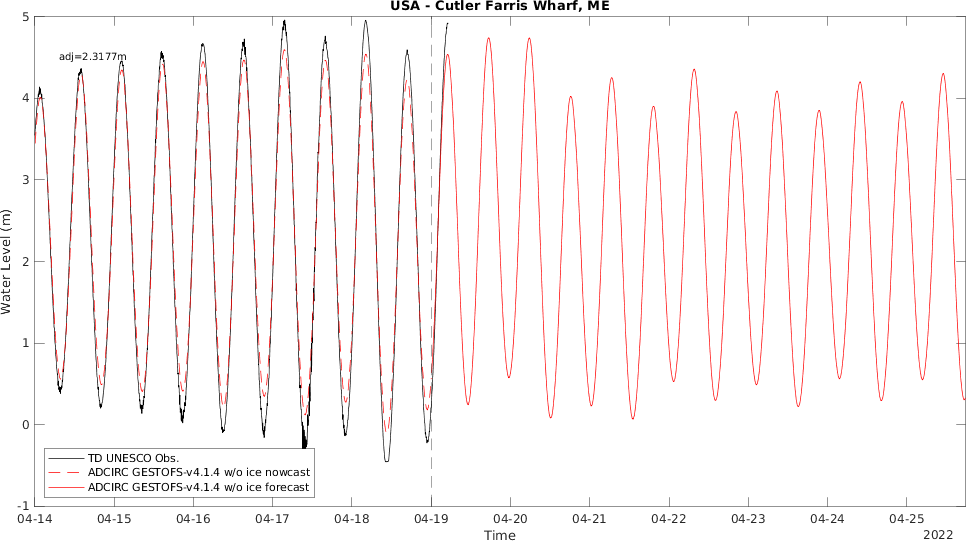 USA - Cutler Farris Wharf, ME
adj=2.3177m
5
4
3
2
1
0
-1
Water Level (m)
TD UNESCO Obs.
ADCIRC GESTOFS-v4.1.4 w/o ice nowcast
ADCIRC GESTOFS-v4.1.4 w/o ice forecast
04-14 04-15 04-16 04-17 04-18 04-19 04-20 04-21 04-22 04-23 04-24 04-25
Time
2022